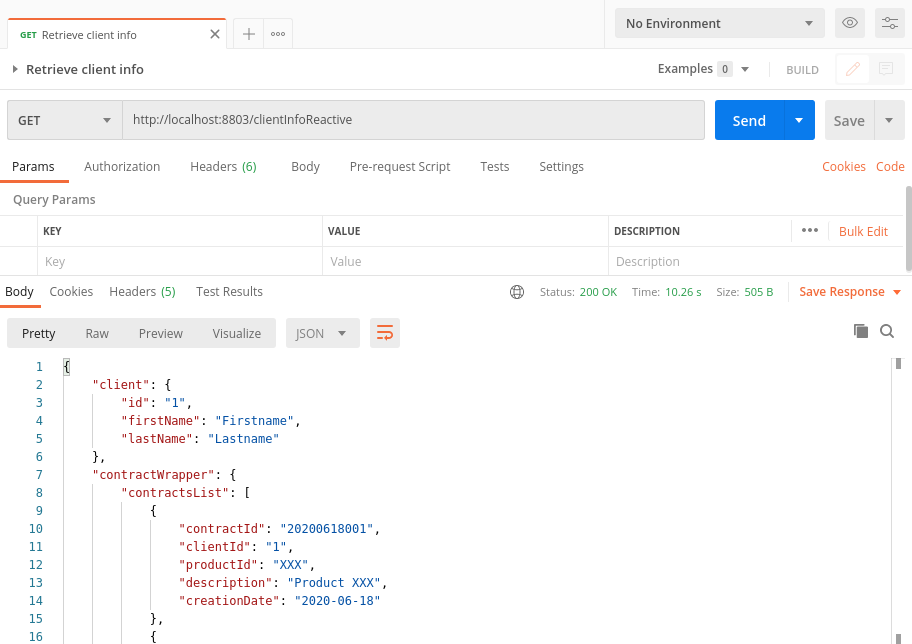 GET Retrieve client info
No Environment
Retrieve client info
Examples 0
BUILD
GET
http://localhost:8803/clientInfoReactive
Send
Save
Params Authorization Headers (6) Body Pre-request Script Tests Settings Cookies Code
Query Params
KEY VALUE DESCRIPTION Bulk Edit
Key Value Description
Body Cookies Headers (5) Test Results Status: 200 OK Time: 10.26 s Size: 505 B Save Response
Pretty Raw Preview Visualize JSON
1 {
2 "client": {
3 "id": "1",
4 "firstName": "Firstname",
5 "lastName": "Lastname"
6 },
7 "contractWrapper": {
8 "contractsList": [
9 {
10 "contractId": "20200618001",
11 "clientId": "1",
12 "productId": "XXX",
13 "description": "Product XXX",
14 "creationDate": "2020-06-18"
15 },
16 {